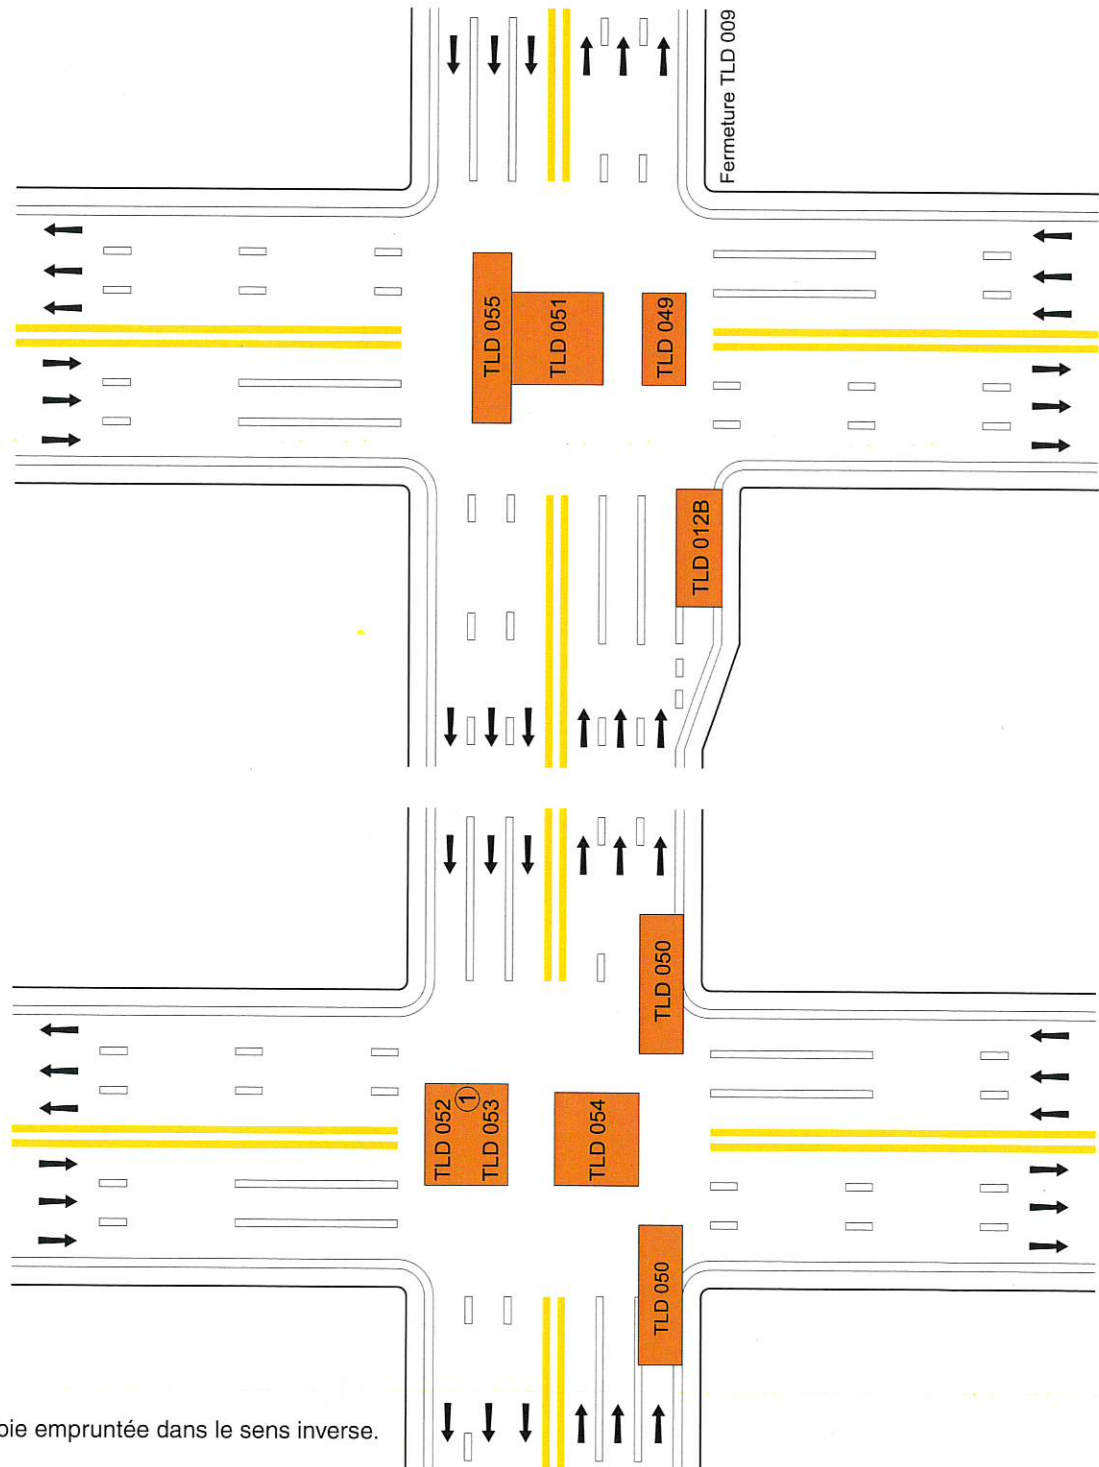 Fermeture TLD 009
TLD 055
TLD 051
TLD 049
TLD 012B
TLD 050
TLD 052
1
TLD 053
TLD 054
TLD 050
empruntée dans le sens inverse.